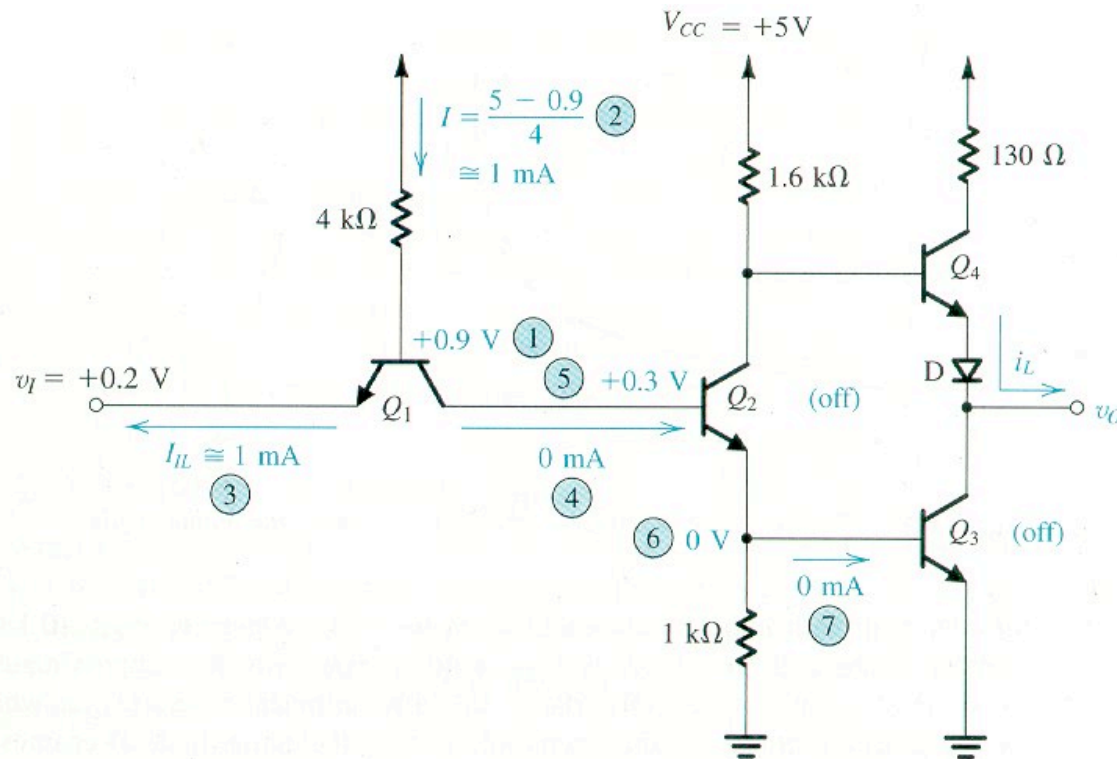 V_CC = +5V
I = (5 − 0.9)/4 ②
≅ 1 mA
4 kΩ
1.6 kΩ
130 Ω
Q4
+0.9 V ①
⑤ +0.3 V
v_I = +0.2 V
Q1
Q2
(off)
D
i_L
I_IL ≅ 1 mA
③
0 mA
④
⑥ 0 V
Q3 (off)
0 mA
⑦
1 kΩ